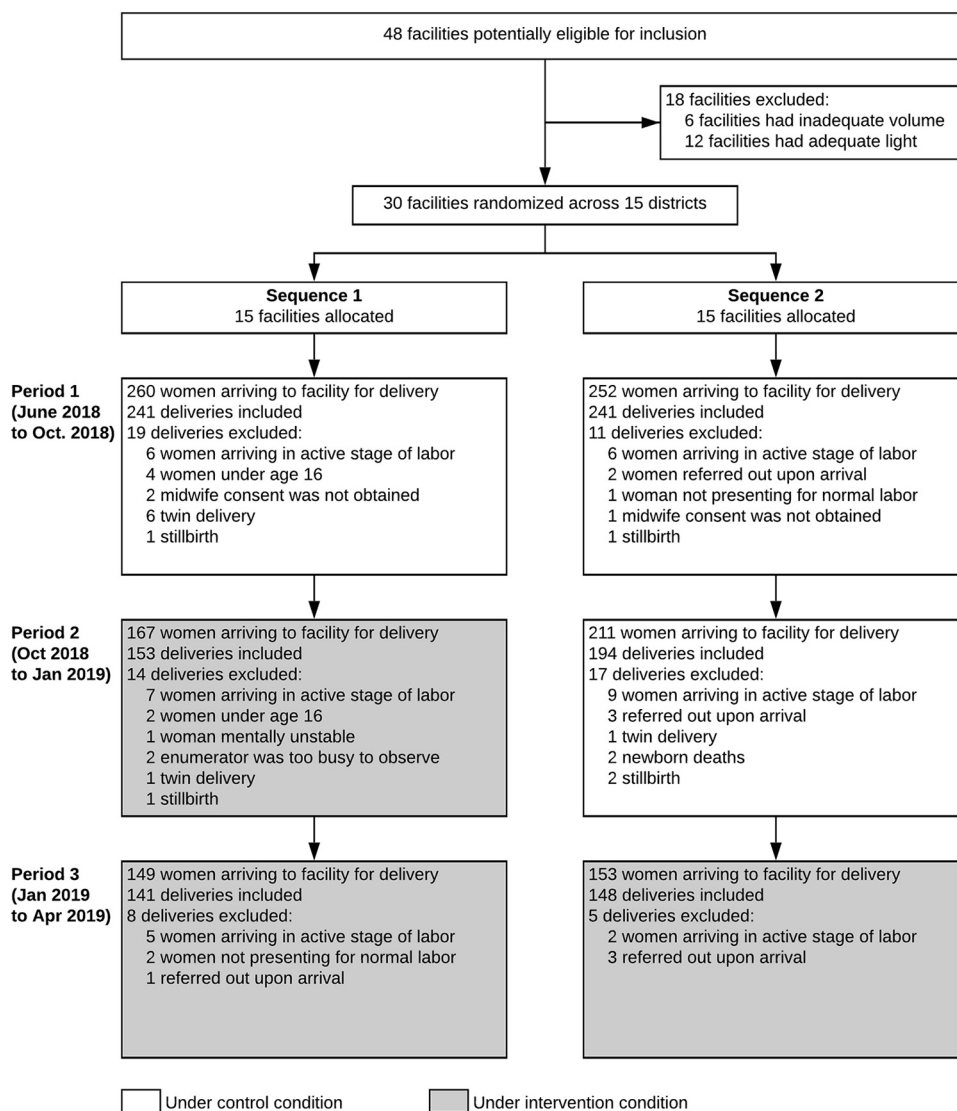 48 facilities potentially eligible for inclusion
18 facilities excluded:
6 facilities had inadequate volume
12 facilities had adequate light
30 facilities randomized across 15 districts
Sequence 1
15 facilities allocated
Sequence 2
15 facilities allocated
Period 1
(June 2018
to Oct. 2018)
260 women arriving to facility for delivery
241 deliveries included
19 deliveries excluded:
6 women arriving in active stage of labor
4 women under age 16
2 midwife consent was not obtained
6 twin delivery
1 stillbirth
252 women arriving to facility for delivery
241 deliveries included
11 deliveries excluded:
6 women arriving in active stage of labor
2 women referred out upon arrival
1 woman not presenting for normal labor
1 midwife consent was not obtained
1 stillbirth
Period 2
(Oct 2018
to Jan 2019)
167 women arriving to facility for delivery
153 deliveries included
14 deliveries excluded:
7 women arriving in active stage of labor
2 women under age 16
1 woman mentally unstable
2 enumerator was too busy to observe
1 twin delivery
1 stillbirth
211 women arriving to facility for delivery
194 deliveries included
17 deliveries excluded:
9 women arriving in active stage of labor
3 referred out upon arrival
1 twin delivery
2 newborn deaths
2 stillbirth
Period 3
(Jan 2019
to Apr 2019)
149 women arriving to facility for delivery
141 deliveries included
8 deliveries excluded:
5 women arriving in active stage of labor
2 women not presenting for normal labor
1 referred out upon arrival
153 women arriving to facility for delivery
148 deliveries included
5 deliveries excluded:
2 women arriving in active stage of labor
3 referred out upon arrival
Under control condition
Under intervention condition